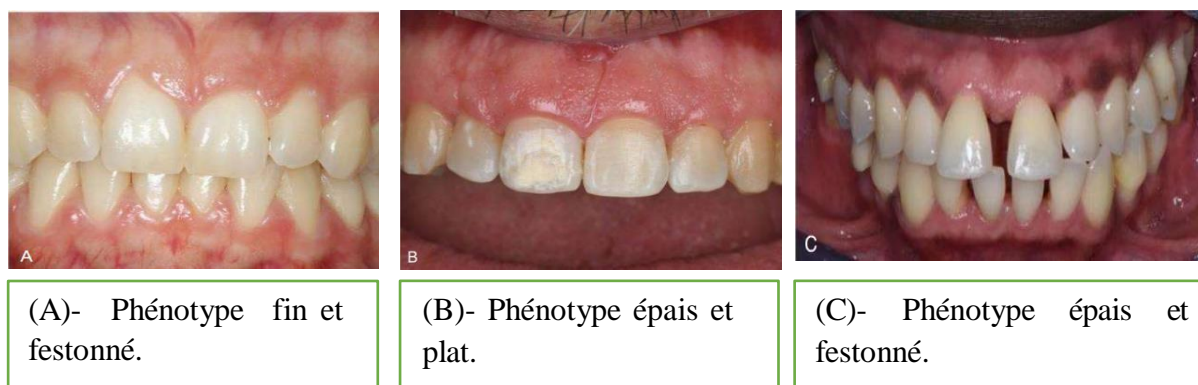 A
B
C
(A)- Phénotype fin et
festonné.
(B)- Phénotype épais et
plat.
(C)- Phénotype épais et
festonné.